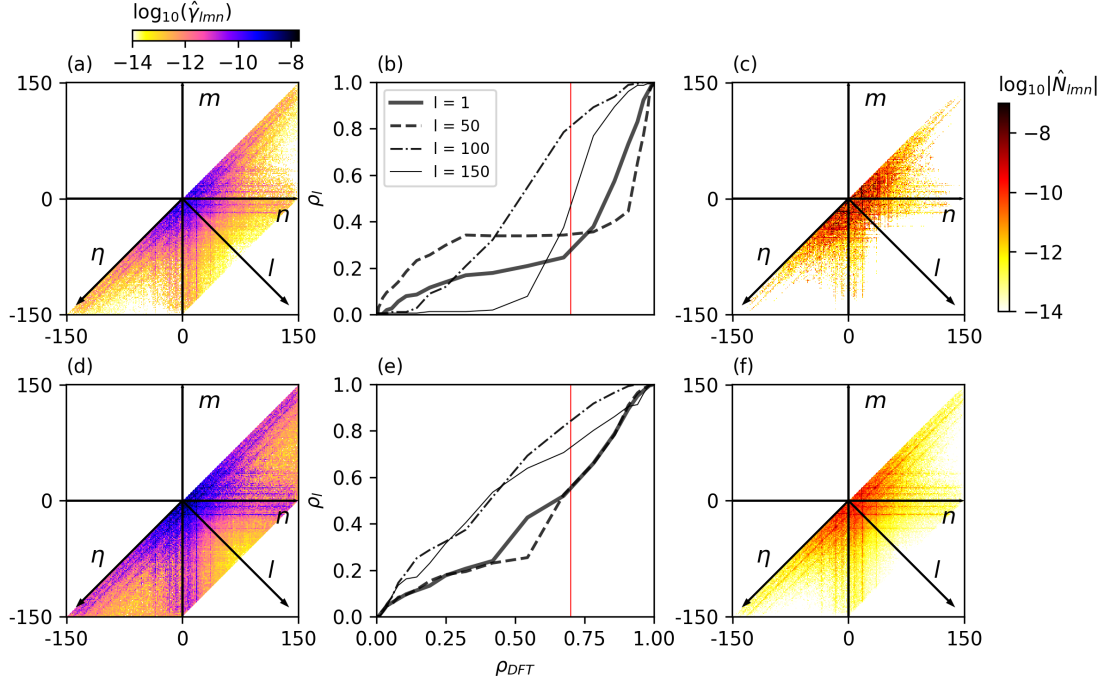 log₁₀(γ̂lmn)
−14 −12 −10 −8
(a) (b) (c)
150 m n l η
0
-150
-150 0 150
1.0
0.8
0.6
0.4
0.2
0.0
ρl
l = 1
l = 50
l = 100
l = 150
150 m n l η
0
-150
-150 0 150
log₁₀|N̂lmn|
−8
−10
−12
−14
(d) (e) (f)
150 m n l η
0
-150
-150 0 150
1.0
0.8
0.6
0.4
0.2
0.0
ρl
0.00 0.25 0.50 0.75 1.00
ρDFT
150 m n l η
0
-150
-150 0 150